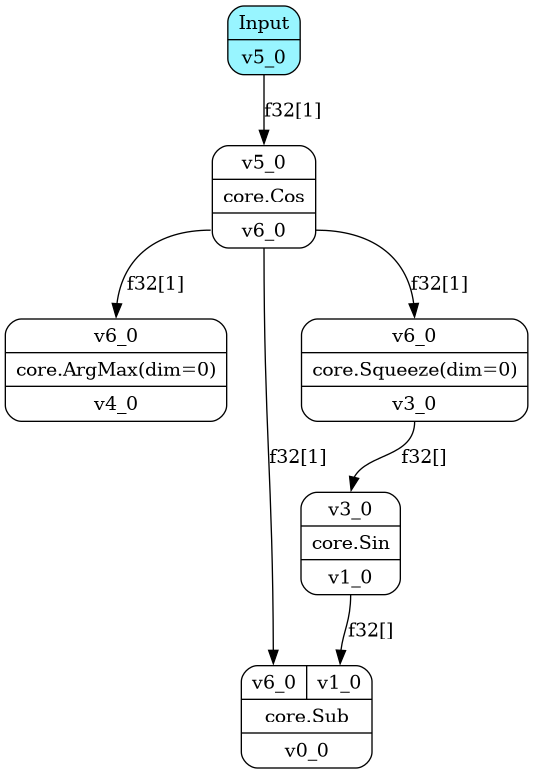 Input
v5_0
f32[1]
v5_0
core.Cos
v6_0
f32[1]
f32[1]
v6_0
core.ArgMax(dim=0)
v4_0
v6_0
core.Squeeze(dim=0)
v3_0
f32[1]
f32[]
v3_0
core.Sin
v1_0
f32[]
v6_0 v1_0
core.Sub
v0_0